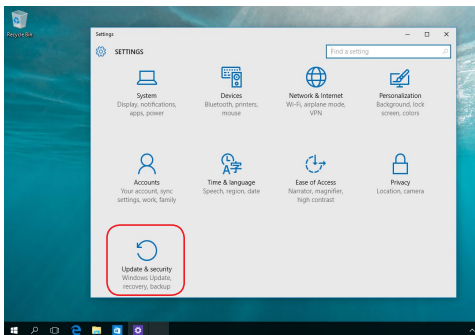 Recycle Bin
Settings
SETTINGS
Find a setting
System
Display, notifications,
apps, power
Devices
Bluetooth, printers,
mouse
Network & Internet
Wi-Fi, airplane mode,
VPN
Personalization
Background, lock
screen, colors
Accounts
Your account, sync
settings, work, family
Time & language
Speech, region, date
Ease of Access
Narrator, magnifier,
high contrast
Privacy
Location, camera
Update & security
Windows Update,
recovery, backup